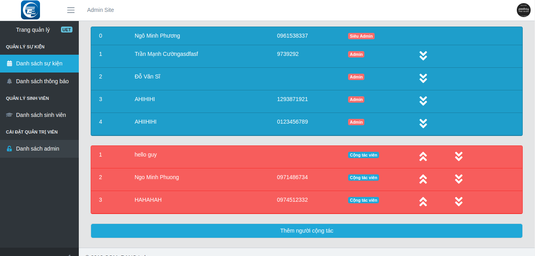 Admin Site
Trang quản lý UET
QUẢN LÝ SỰ KIỆN
Danh sách sự kiện
Danh sách thông báo
QUẢN LÝ SINH VIÊN
Danh sách sinh viên
CÀI ĐẶT QUẢN TRỊ VIÊN
Danh sách admin
0 Ngô Minh Phương 0961538337 Siêu Admin
1 Trần Mạnh Cườngasdfasf 9739292 Admin
2 Đỗ Văn Sĩ Admin
3 AHIHIHI 1293871921 Admin
4 AHIIHIHI 0123456789 Admin
1 hello guy Cộng tác viên
2 Ngo Minh Phuong 0971486734 Cộng tác viên
3 HAHAHAH 0974512332 Cộng tác viên
Thêm người cộng tác